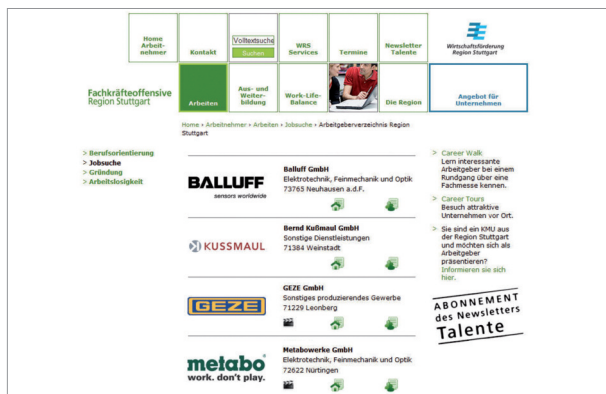 Home
Arbeit-
nehmer
Kontakt
Volltextsuche
Suchen
WRS
Services
Termine
Newsletter
Talente
Wirtschaftsförderung
Region Stuttgart
Fachkräfteoffensive
Region Stuttgart
Arbeiten
Aus- und
Weiter-
bildung
Work-Life-
Balance
Die Region
Angebot für
Unternehmen
Home › Arbeitnehmer › Arbeiten › Jobsuche › Arbeitgeberverzeichnis Region
Stuttgart
> Berufsorientierung
> Jobsuche
> Gründung
> Arbeitslosigkeit
BALLUFF
sensors worldwide
Balluff GmbH
Elektrotechnik, Feinmechanik und Optik
73765 Neuhausen a.d.F.
KUSSMAUL
Bernd Kußmaul GmbH
Sonstige Dienstleistungen
71384 Weinstadt
GEZE
GEZE GmbH
Sonstiges produzierendes Gewerbe
71229 Leonberg
metabo®
work. don't play.
Metabowerke GmbH
Elektrotechnik, Feinmechanik und Optik
72622 Nürtingen
> Career Walk
Lern interessante
Arbeitgeber bei einem
Rundgang über eine
Fachmesse kennen.
> Career Tours
Besuch attraktive
Unternehmen vor Ort.
> Sie sind ein KMU aus
der Region Stuttgart
und möchten sich als
Arbeitgeber
präsentieren?
Informieren sie sich
hier.
ABONNEMENT
des Newsletters
Talente